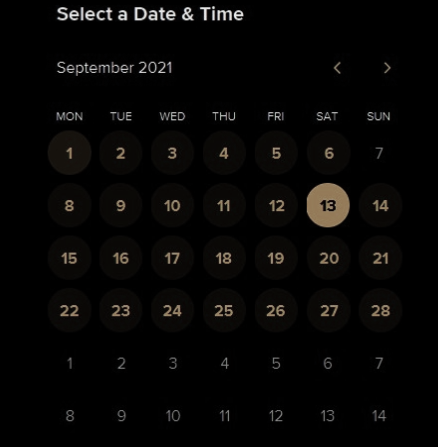 Select a Date & Time
September 2021
MON TUE WED THU FRI SAT SUN
1 2 3 4 5 6 7
8 9 10 11 12 13 14
15 16 17 18 19 20 21
22 23 24 25 26 27 28
1 2 3 4 5 6 7
8 9 10 11 12 13 14